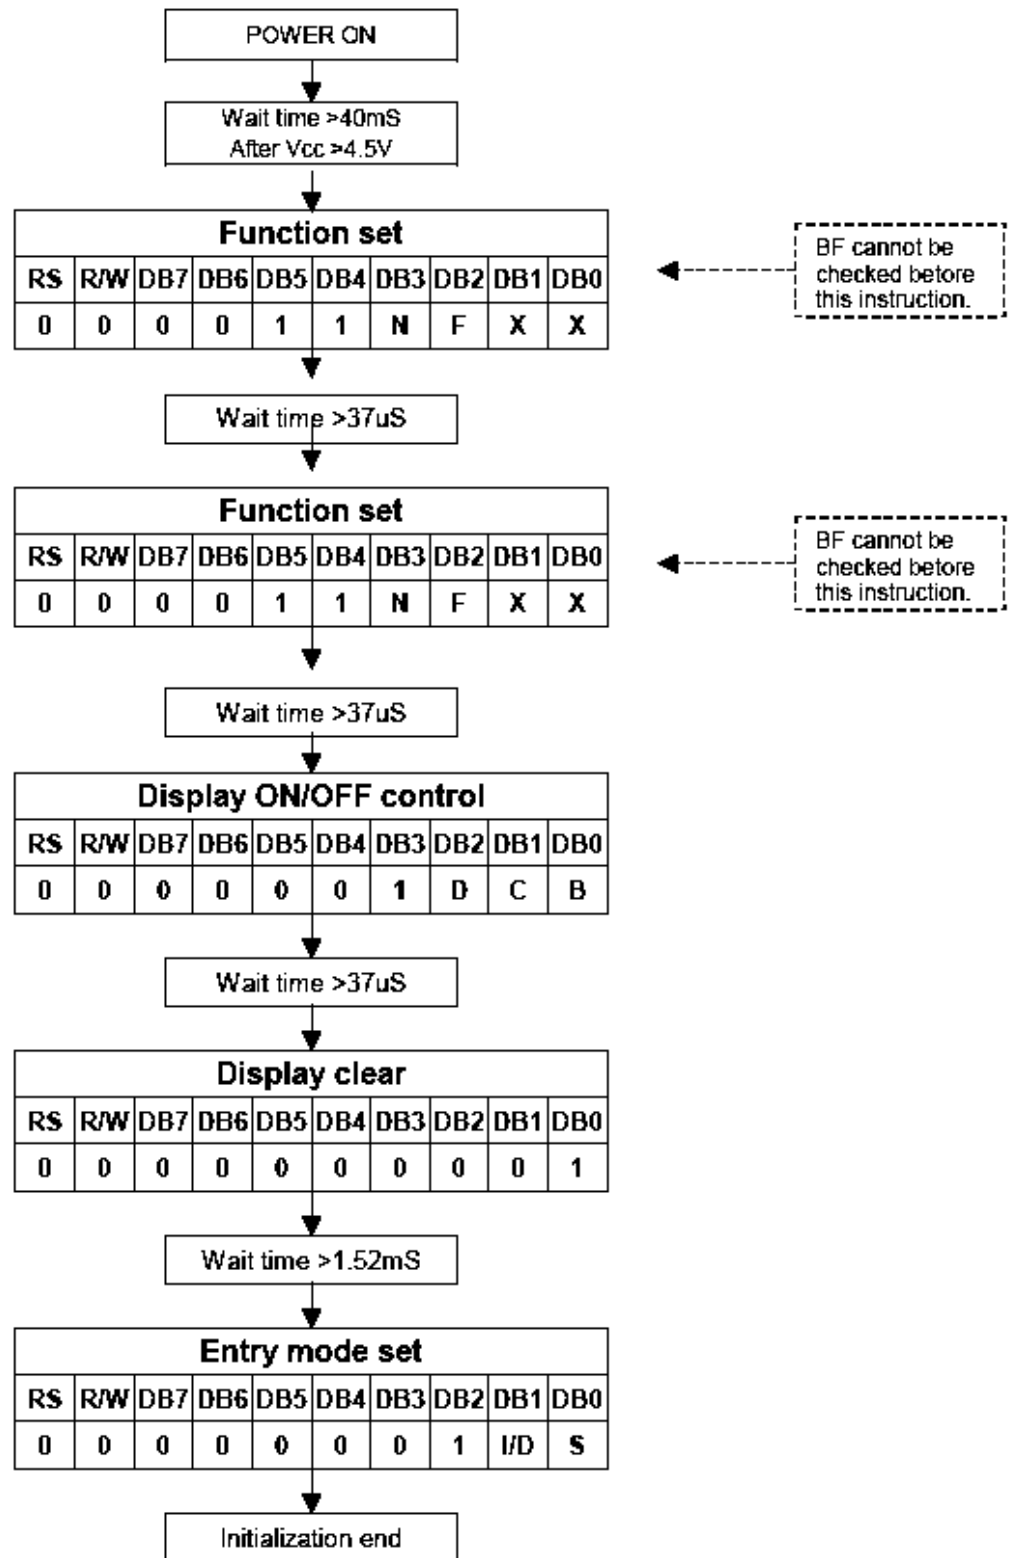 POWER ON
Wait time >40mS
After Vcc >4.5V
Function set
RS R/W DB7 DB6 DB5 DB4 DB3 DB2 DB1 DB0
0 0 0 0 1 1 N F X X
BF cannot be
checked before
this instruction.
Wait time >37uS
Function set
RS R/W DB7 DB6 DB5 DB4 DB3 DB2 DB1 DB0
0 0 0 0 1 1 N F X X
BF cannot be
checked before
this instruction.
Wait time >37uS
Display ON/OFF control
RS R/W DB7 DB6 DB5 DB4 DB3 DB2 DB1 DB0
0 0 0 0 0 0 1 D C B
Wait time >37uS
Display clear
RS R/W DB7 DB6 DB5 DB4 DB3 DB2 DB1 DB0
0 0 0 0 0 0 0 0 0 1
Wait time >1.52mS
Entry mode set
RS R/W DB7 DB6 DB5 DB4 DB3 DB2 DB1 DB0
0 0 0 0 0 0 0 1 I/D S
Initialization end